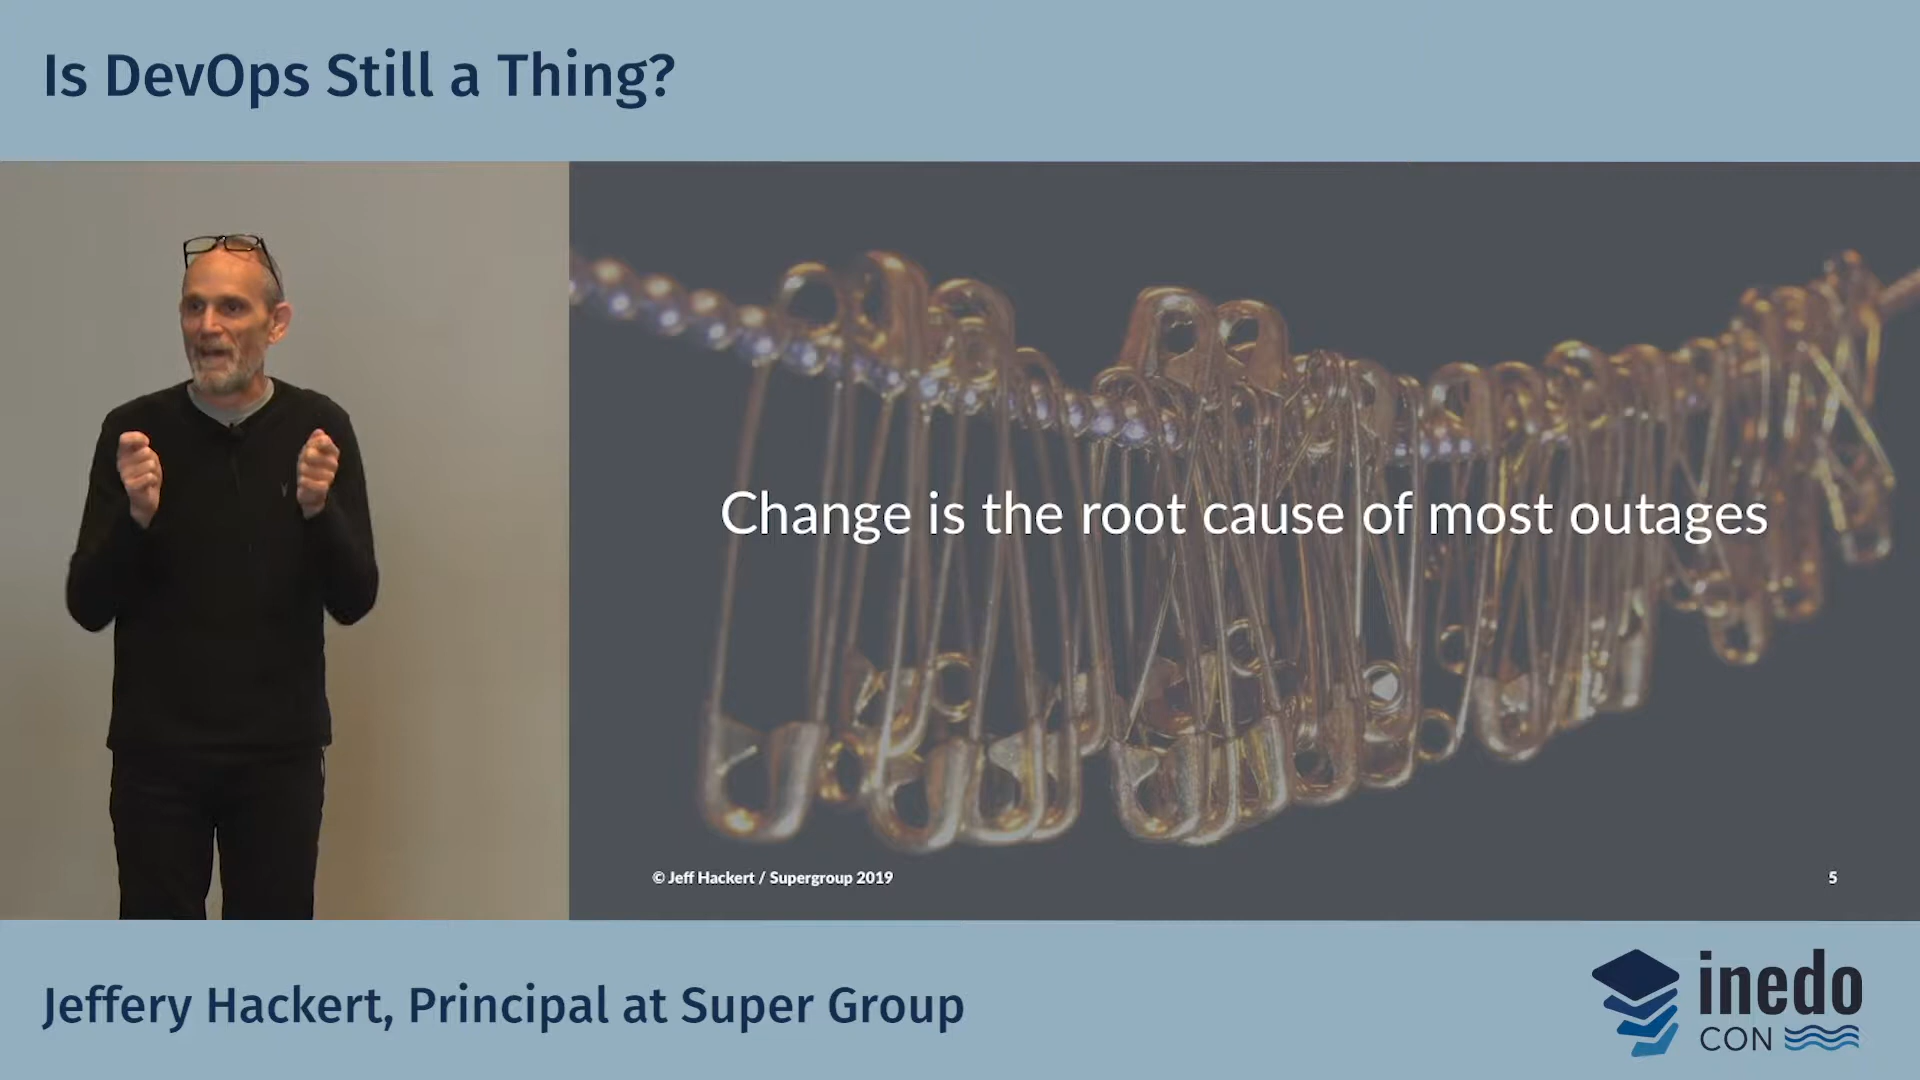 Is DevOps Still a Thing?
Change is the root cause of most outages
© Jeff Hackert / Supergroup 2019
5
Jeffery Hackert, Principal at Super Group
inedo
CON